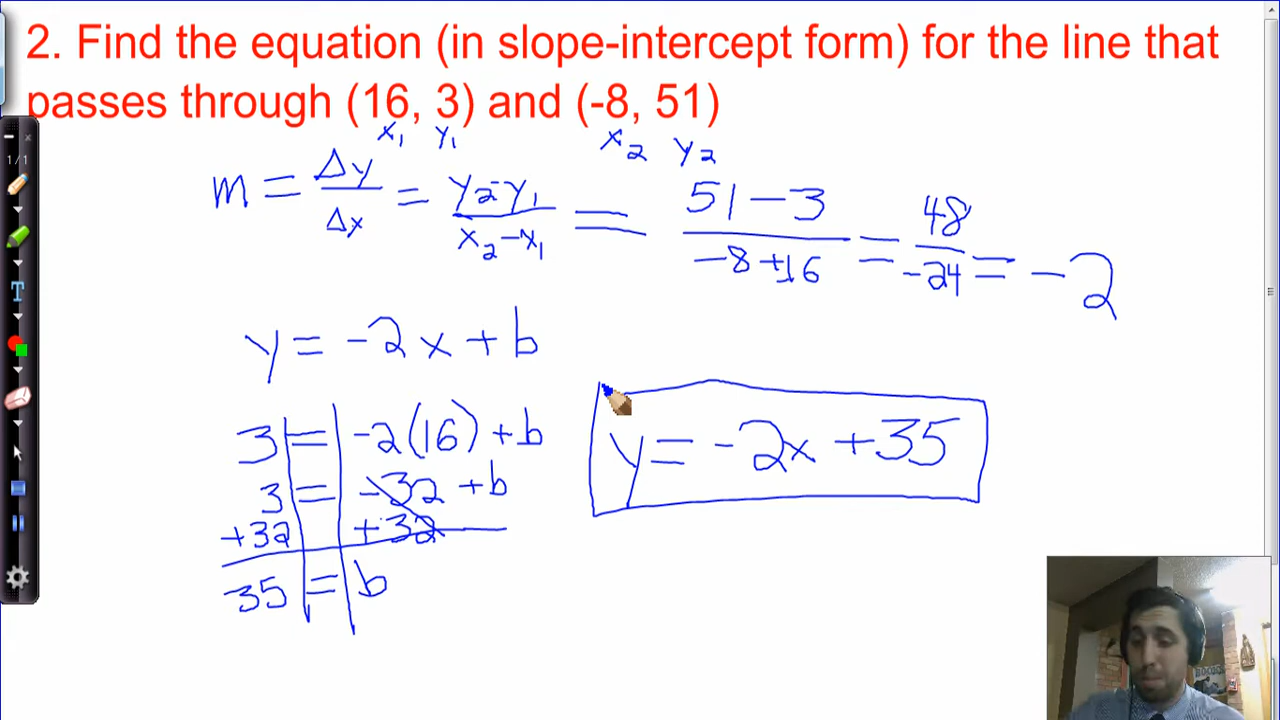 2. Find the equation (in slope-intercept form) for the line that
passes through (16, 3) and (-8, 51)
x₁ y₁ x₂ y₂
m = Δy/Δx = y₂-y₁/x₂-x₁ = 51-3/-8+16 = 48/-24 = -2
y = -2x + b
3 = -2(16) + b
3 = -32 + b
+32 +32
35 = b
y = -2x + 35
1/1
T